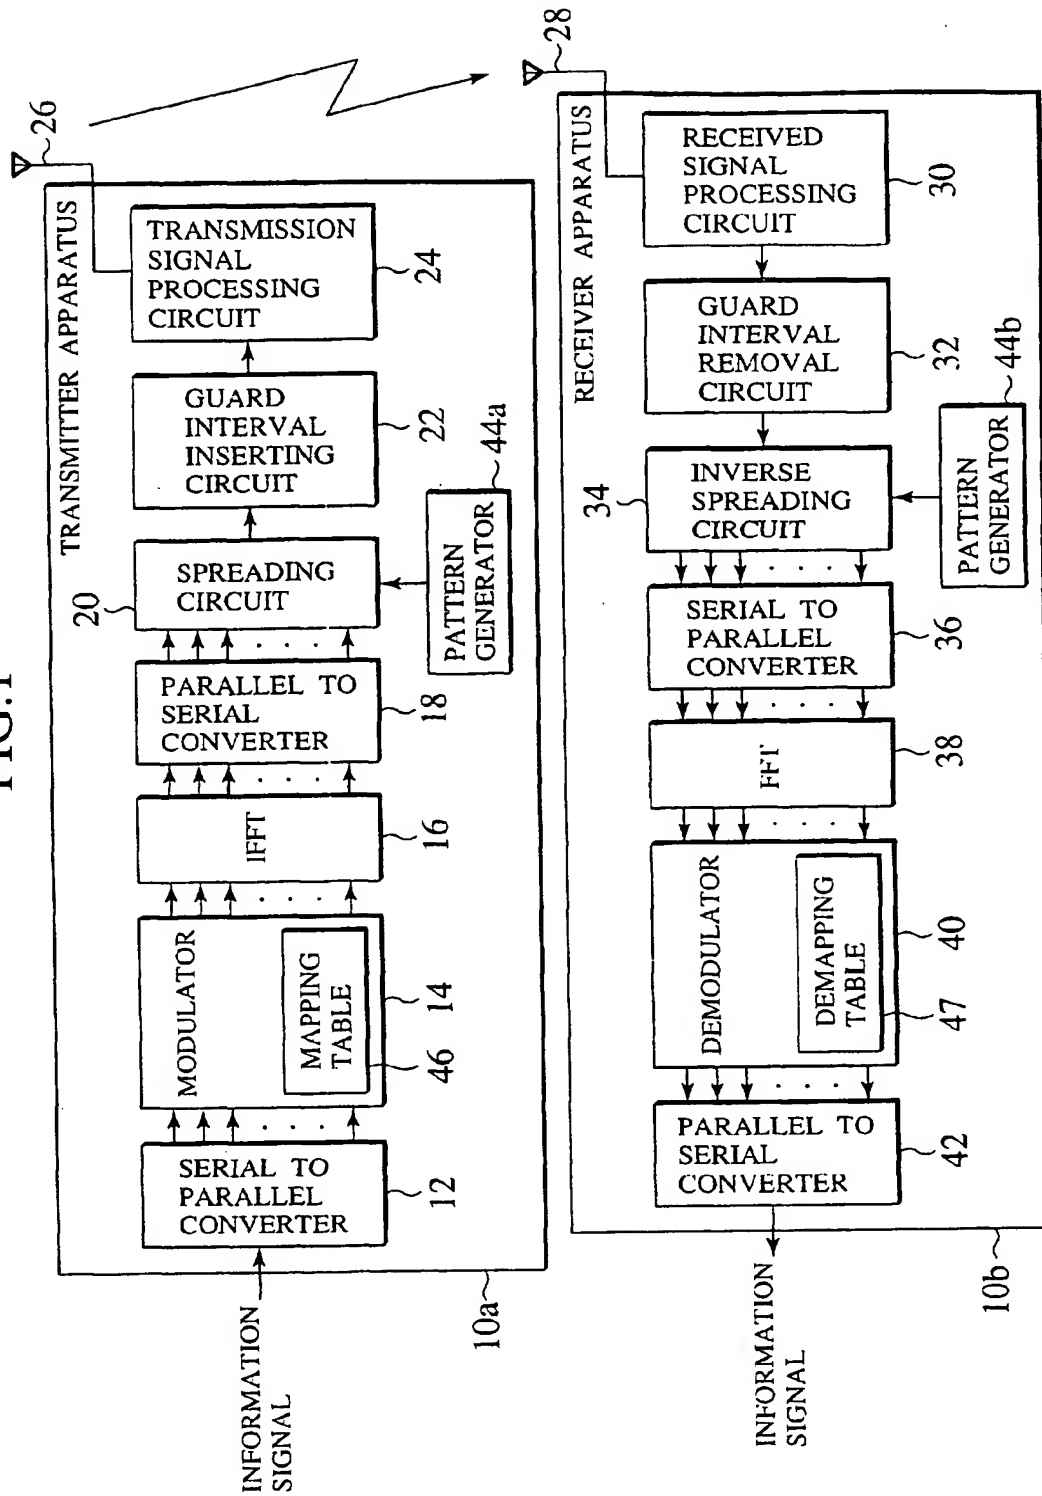 FIG.1
TRANSMITTER APPARATUS
INFORMATION
SIGNAL
SERIAL TO
PARALLEL
CONVERTER
12
MODULATOR
MAPPING
TABLE
46
14
IFFT
16
PARALLEL TO
SERIAL
CONVERTER
18
20
SPREADING
CIRCUIT
PATTERN
GENERATOR
44a
GUARD
INTERVAL
INSERTING
CIRCUIT
22
TRANSMISSION
SIGNAL
PROCESSING
CIRCUIT
24
26
10a
28
RECEIVER APPARATUS
RECEIVED
SIGNAL
PROCESSING
CIRCUIT
30
GUARD
INTERVAL
REMOVAL
CIRCUIT
32
34
INVERSE
SPREADING
CIRCUIT
PATTERN
GENERATOR
44b
SERIAL TO
PARALLEL
CONVERTER
36
FFT
38
DEMODULATOR
DEMAPPING
TABLE
47
40
PARALLEL TO
SERIAL
CONVERTER
42
INFORMATION
SIGNAL
10b